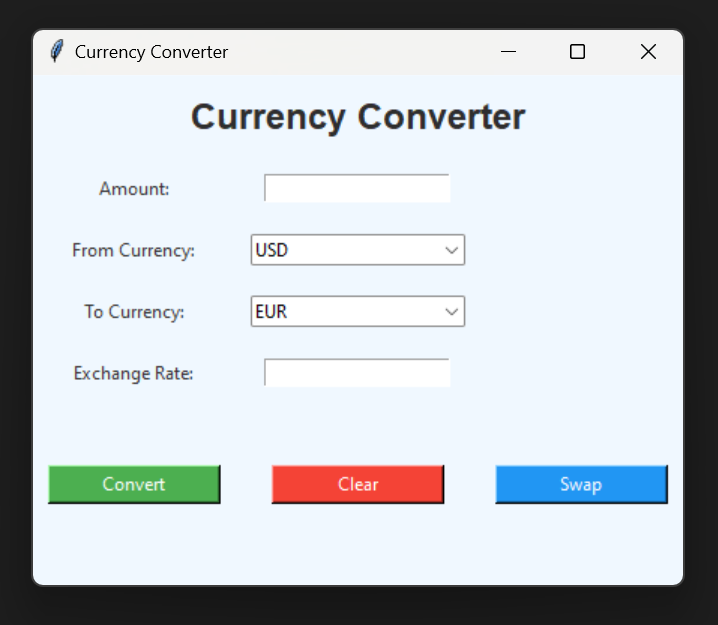 Currency Converter
Currency Converter
Amount:
From Currency: USD
To Currency: EUR
Exchange Rate:
Convert Clear Swap